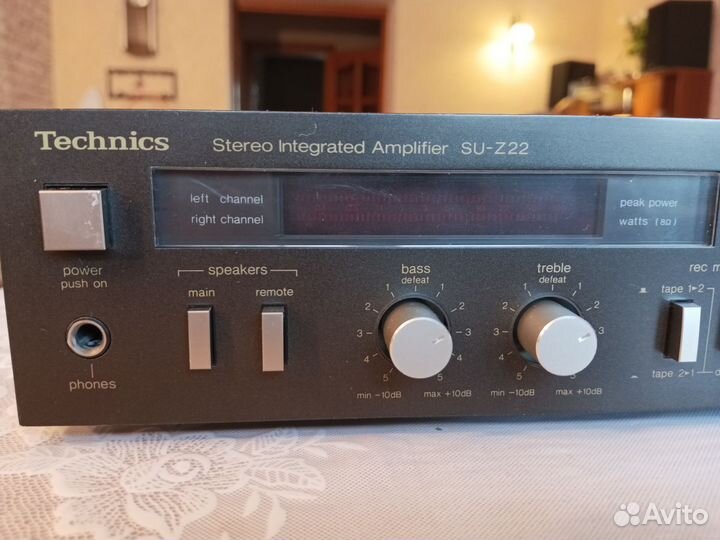 Technics
Stereo Integrated Amplifier SU-Z22
left channel
right channel
peak power
watts (8Ω)
power
push on
speakers
main
remote
phones
bass
defeat
1 1
2 2
3 3
4 4
5 5
min -10dB max +10dB
treble
defeat
1 1
2 2
3 3
4 4
5 5
min -10dB max +10dB
rec
tape 1▸2
tape 2▸1
Avito